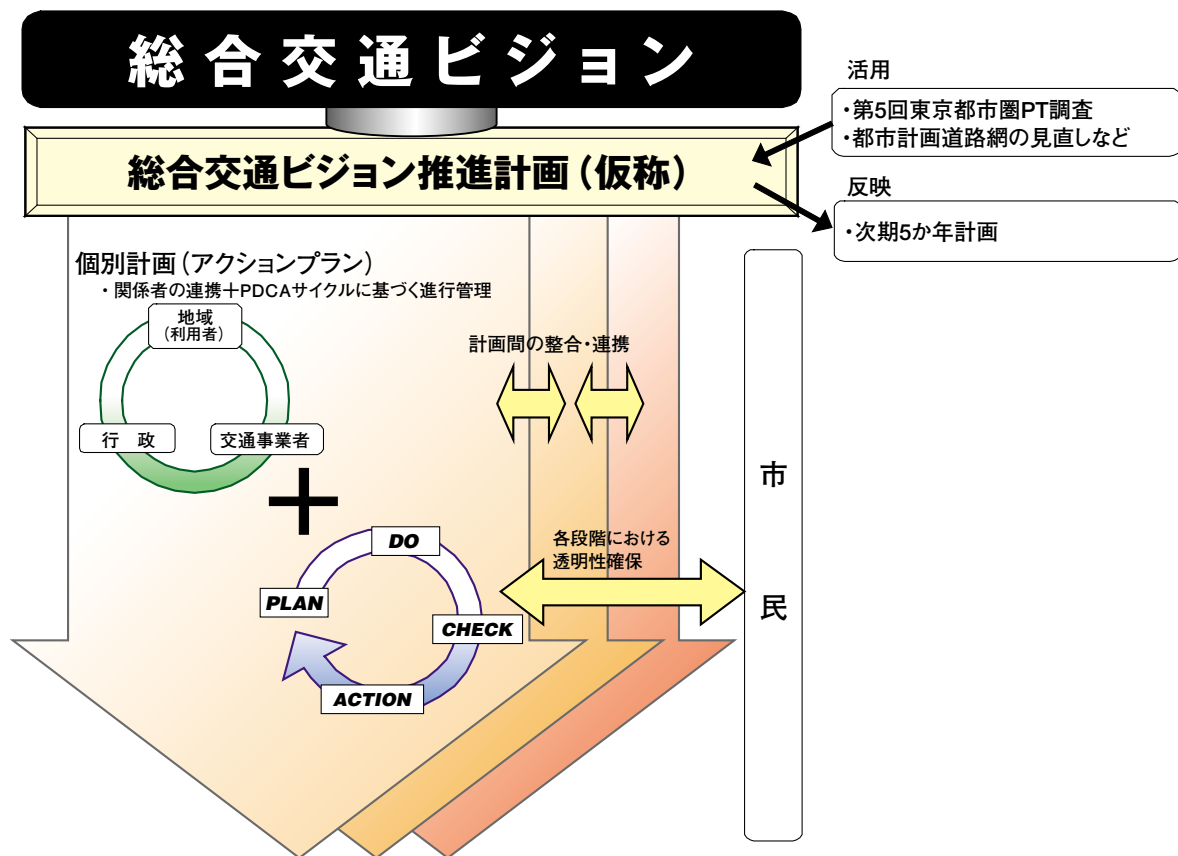 総合交通ビジョン
活用
・第5回東京都市圏PT調査
・都市計画道路網の見直しなど
総合交通ビジョン推進計画(仮称)
反映
・次期5か年計画
個別計画(アクションプラン)
・関係者の連携+PDCAサイクルに基づく進行管理
地域
(利用者)
行 政
交通事業者
計画間の整合・連携
+
DO
PLAN
CHECK
ACTION
各段階における
透明性確保
市
民